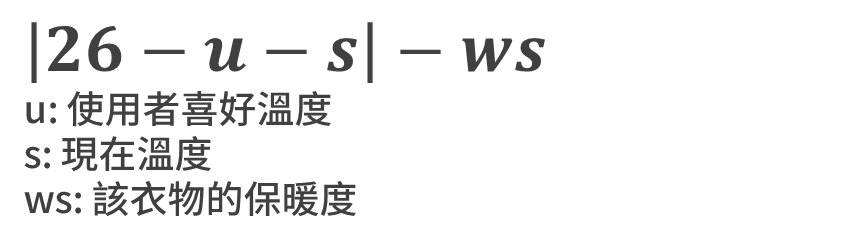 |26 − u − s| − ws
u: 使用者喜好溫度
s: 現在溫度
ws: 該衣物的保暖度